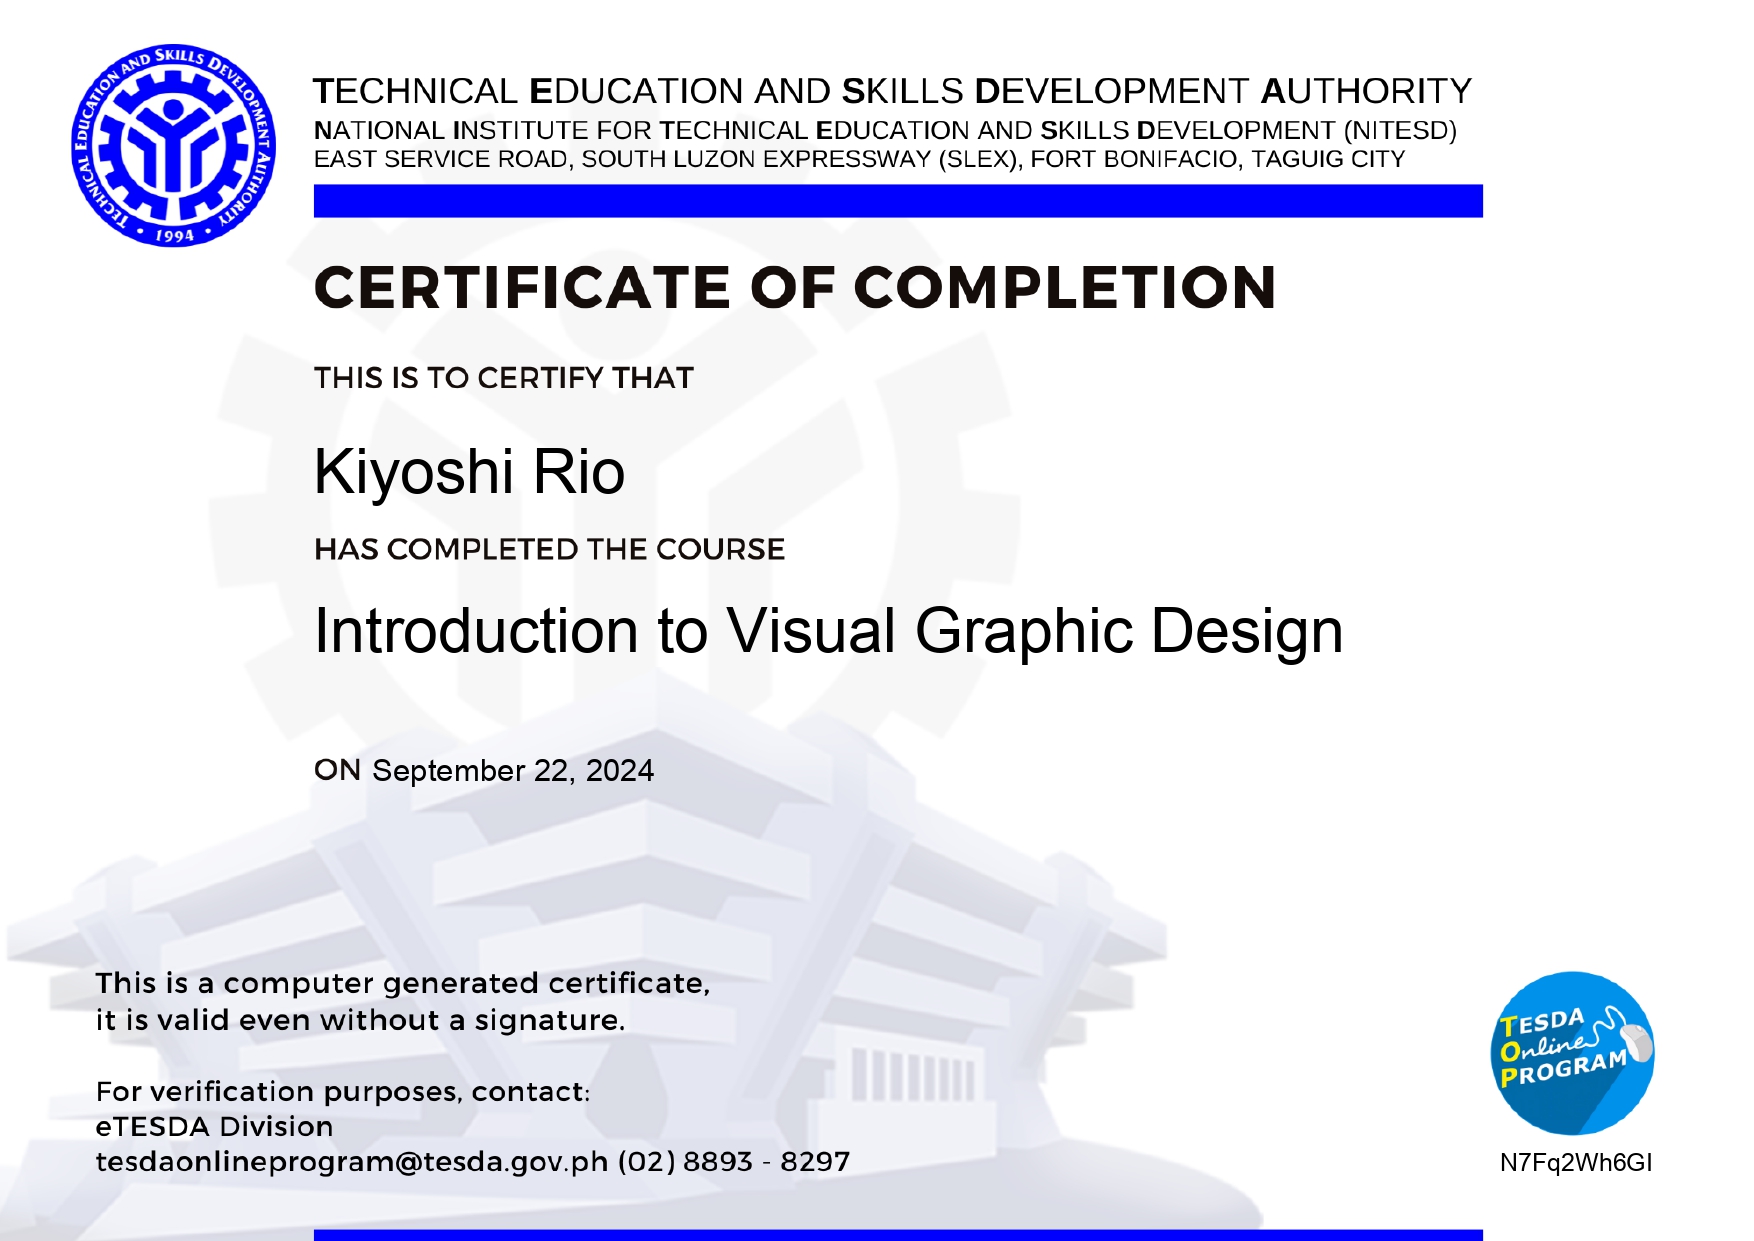 TECHNICAL EDUCATION AND SKILLS DEVELOPMENT AUTHORITY
• 1994 •
TECHNICAL EDUCATION AND SKILLS DEVELOPMENT AUTHORITY
NATIONAL INSTITUTE FOR TECHNICAL EDUCATION AND SKILLS DEVELOPMENT (NITESD)
EAST SERVICE ROAD, SOUTH LUZON EXPRESSWAY (SLEX), FORT BONIFACIO, TAGUIG CITY
CERTIFICATE OF COMPLETION
THIS IS TO CERTIFY THAT
Kiyoshi Rio
HAS COMPLETED THE COURSE
Introduction to Visual Graphic Design
ON September 22, 2024
This is a computer generated certificate,
it is valid even without a signature.
For verification purposes, contact:
eTESDA Division
tesdaonlineprogram@tesda.gov.ph (02) 8893 - 8297
TESDA
Online
PROGRAM
N7Fq2Wh6GI